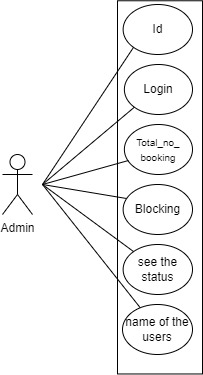 Id
Login
Total_no_
booking
Blocking
Admin
see the
status
name of the
users